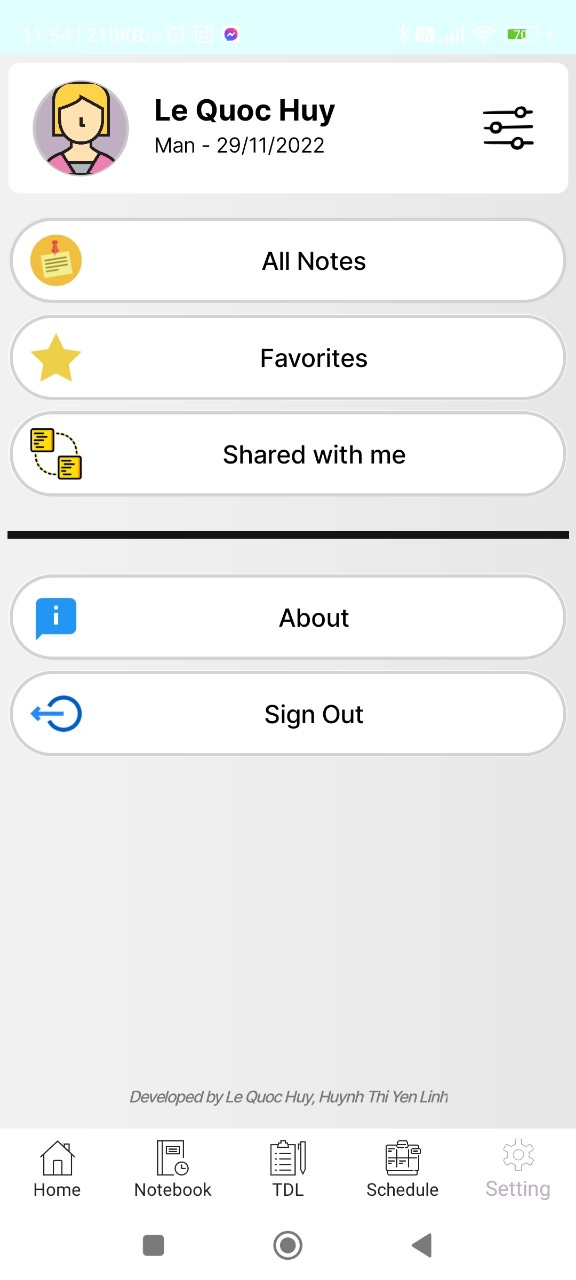 11:54 | 210KB/s
Le Quoc Huy
Man - 29/11/2022
All Notes
Favorites
Shared with me
About
Sign Out
Developed by Le Quoc Huy, Huynh Thi Yen Linh
Home
Notebook
TDL
Schedule
Setting